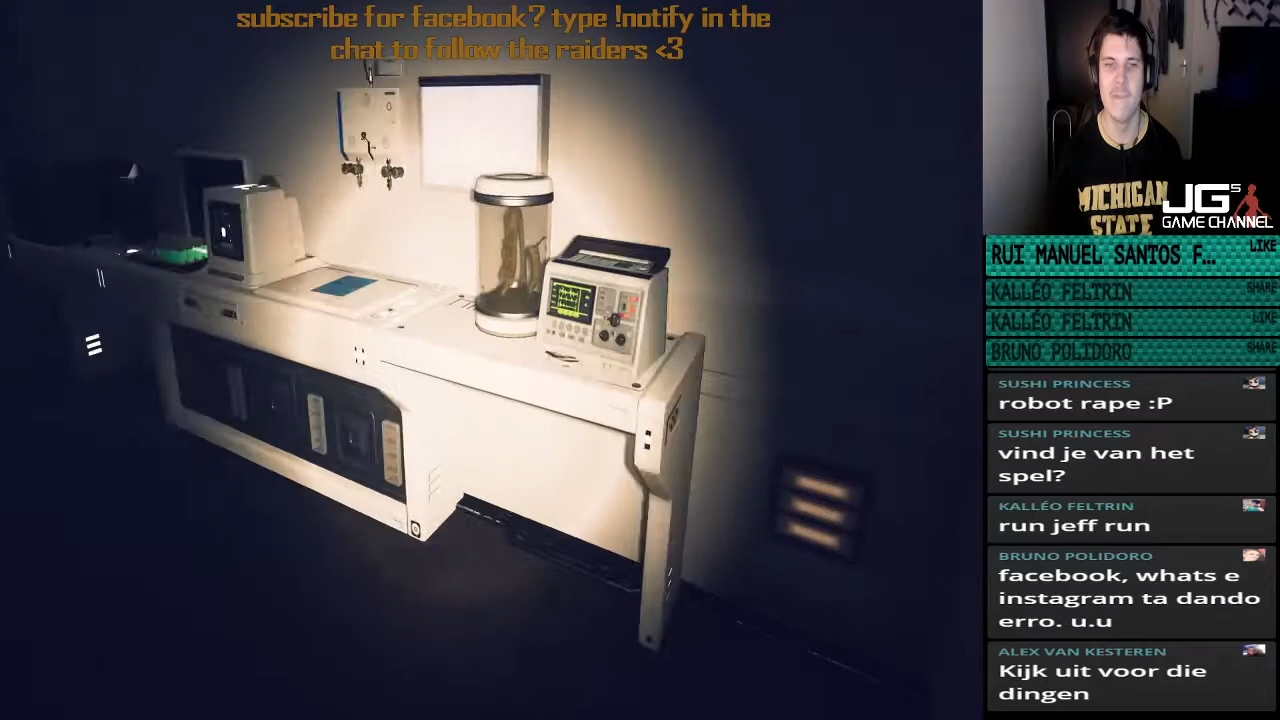 subscribe for facebook? type !notify in the
chat to follow the raiders <3
MICHIGAN
STATE
JG5
GAME CHANNEL
RUI MANUEL SANTOS F... LIKE
KALLÉO FELTRIN SHARE
KALLÉO FELTRIN LIKE
BRUNO POLIDORO SHARE
SUSHI PRINCESS
robot rape :P
SUSHI PRINCESS
vind je van het
spel?
KALLÉO FELTRIN
run jeff run
BRUNO POLIDORO
facebook, whats e
instagram ta dando
erro. u.u
ALEX VAN KESTEREN
Kijk uit voor die
dingen